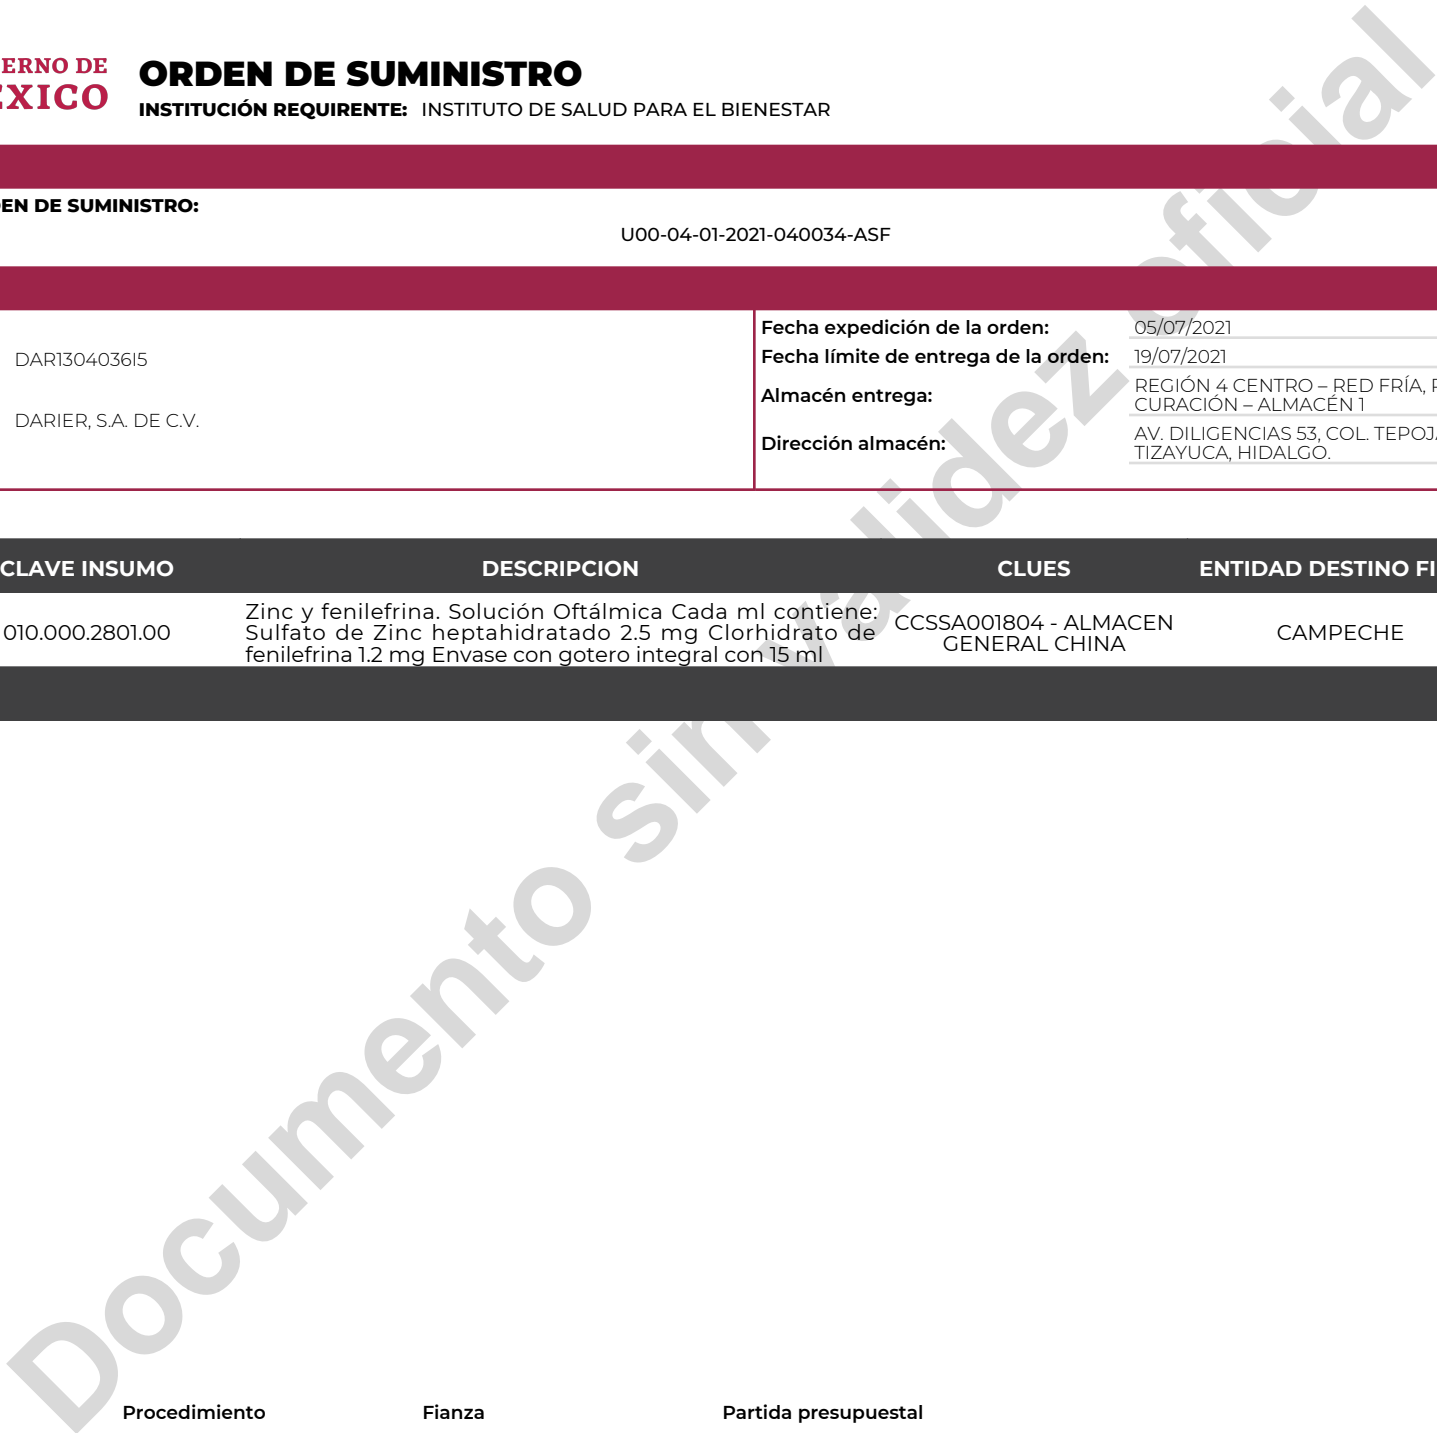 ERNO DE
EXICO
ORDEN DE SUMINISTRO
INSTITUCIÓN REQUIRENTE: INSTITUTO DE SALUD PARA EL BIENESTAR
EN DE SUMINISTRO:
U00-04-01-2021-040034-ASF
DAR1304036I5
DARIER, S.A. DE C.V.
Fecha expedición de la orden: 05/07/2021
Fecha límite de entrega de la orden: 19/07/2021
Almacén entrega: REGIÓN 4 CENTRO – RED FRÍA,
CURACIÓN – ALMACÉN 1
Dirección almacén: AV. DILIGENCIAS 53, COL. TEPOJ
TIZAYUCA, HIDALGO.
CLAVE INSUMO DESCRIPCION CLUES ENTIDAD DESTINO FI
010.000.2801.00
Zinc y fenilefrina. Solución Oftálmica Cada ml contiene:
Sulfato de Zinc heptahidratado 2.5 mg Clorhidrato de
fenilefrina 1.2 mg Envase con gotero integral con 15 ml
CCSSA001804 - ALMACEN
GENERAL CHINA
CAMPECHE
Documento sin validez oficial
Procedimiento Fianza Partida presupuestal